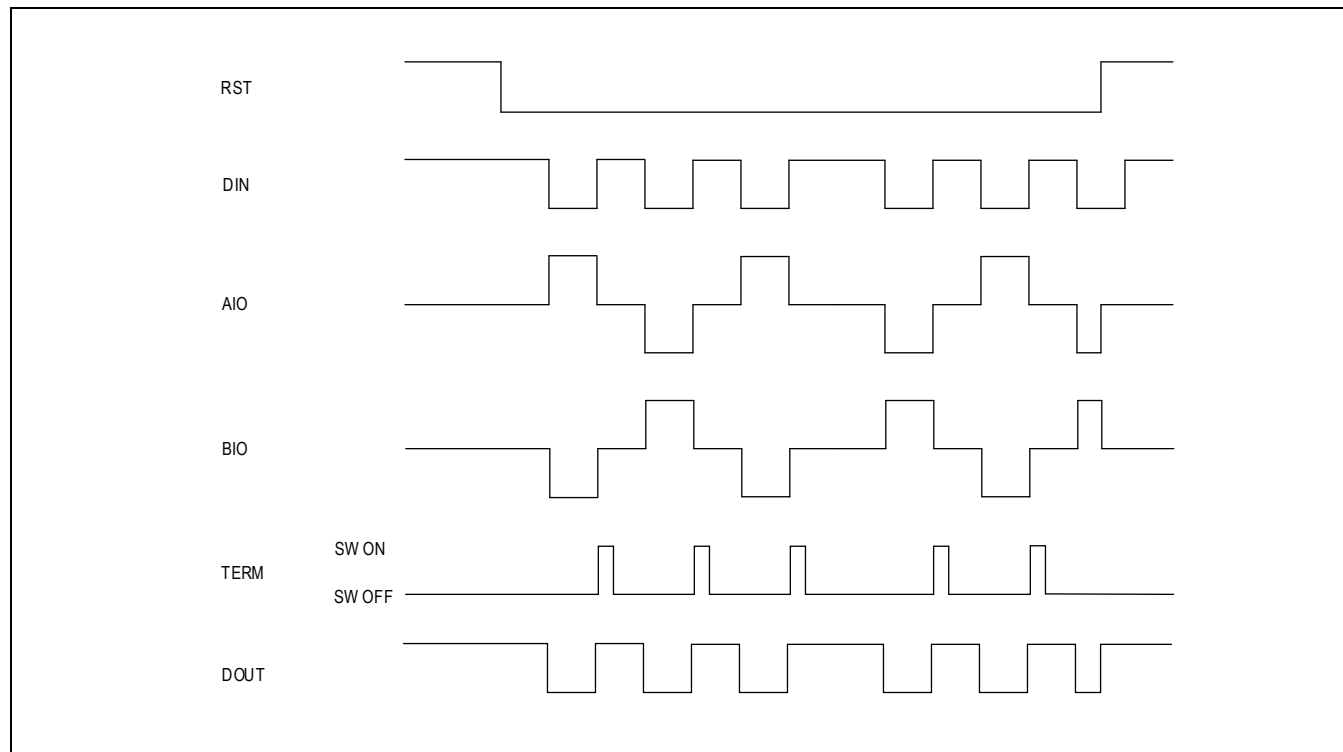 RST
DIN
AIO
BIO
SW ON
TERM
SW OFF
DOUT